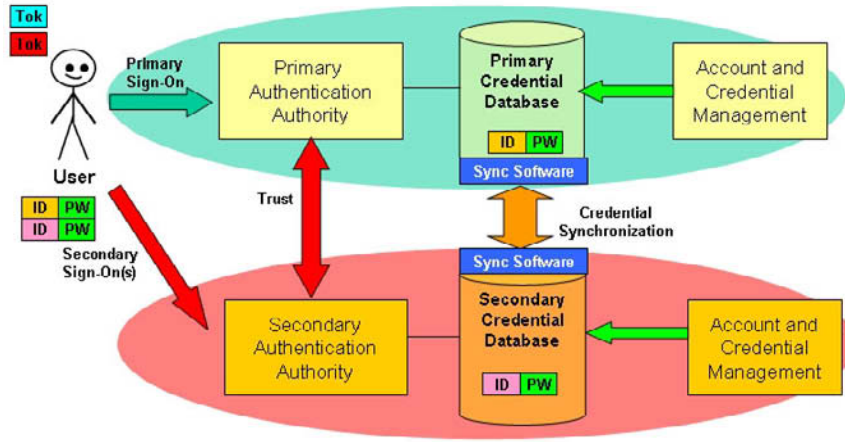 Tok
Tok
Primary
Sign-On
Primary
Authentication
Authority
Primary
Credential
Database
ID PW
Sync Software
Account and
Credential
Management
User
ID PW
ID PW
Secondary
Sign-On(s)
Trust
Credential
Synchronization
Sync Software
Secondary
Authentication
Authority
Secondary
Credential
Database
ID PW
Account and
Credential
Management